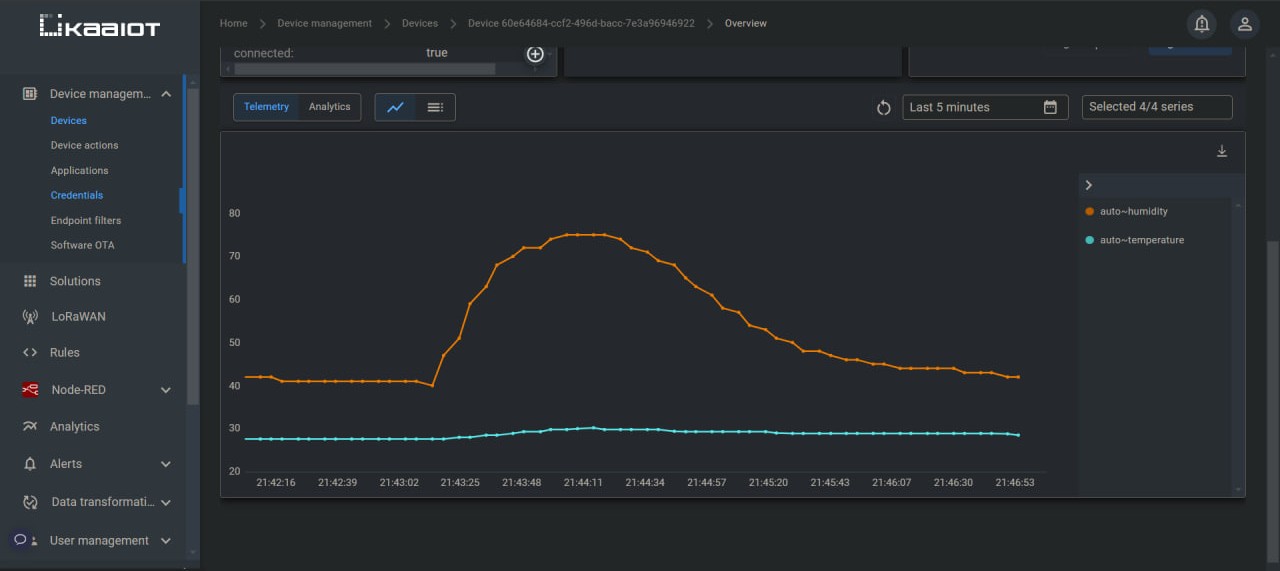 KaaIoT
Home > Device management > Devices > Device 60e64684-ccf2-496d-bacc-7e3a96946922 > Overview
connected: true
Device managem...
Devices
Device actions
Applications
Credentials
Endpoint filters
Software OTA
Solutions
LoRaWAN
Rules
Node-RED
Analytics
Alerts
Data transformati...
User management
Telemetry Analytics
Last 5 minutes
Selected 4/4 series
auto~humidity
auto~temperature
80
70
60
50
40
30
20
21:42:16 21:42:39 21:43:02 21:43:25 21:43:48 21:44:11 21:44:34 21:44:57 21:45:20 21:45:43 21:46:07 21:46:30 21:46:53